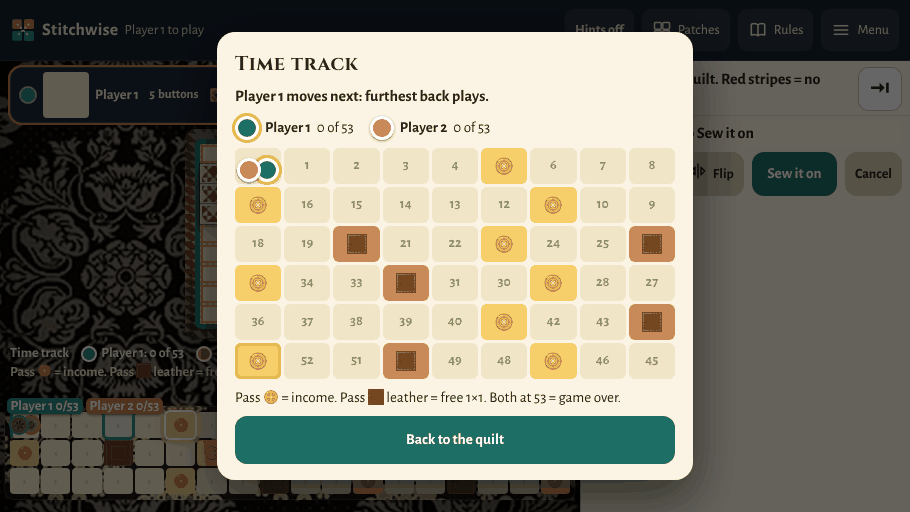 Stitchwise Player 1 to play Hints off Patches Rules Menu
Player 1 5 buttons
uilt. Red stripes = no
Sew it on
Flip Sew it on Cancel
Time track
Player 1 moves next: furthest back plays.
Player 1 0 of 53 Player 2 0 of 53
1 2 3 4 6 7 8
16 15 14 13 12 10 9
18 19 21 22 24 25
34 33 31 30 28 27
36 37 38 39 40 42 43
52 51 49 48 46 45
Pass = income. Pass leather = free 1×1. Both at 53 = game over.
Back to the quilt
Time track Player 1: 0 of 53
Pass = income. Pass leather = fr
Player 1 0/53 Player 2 0/53